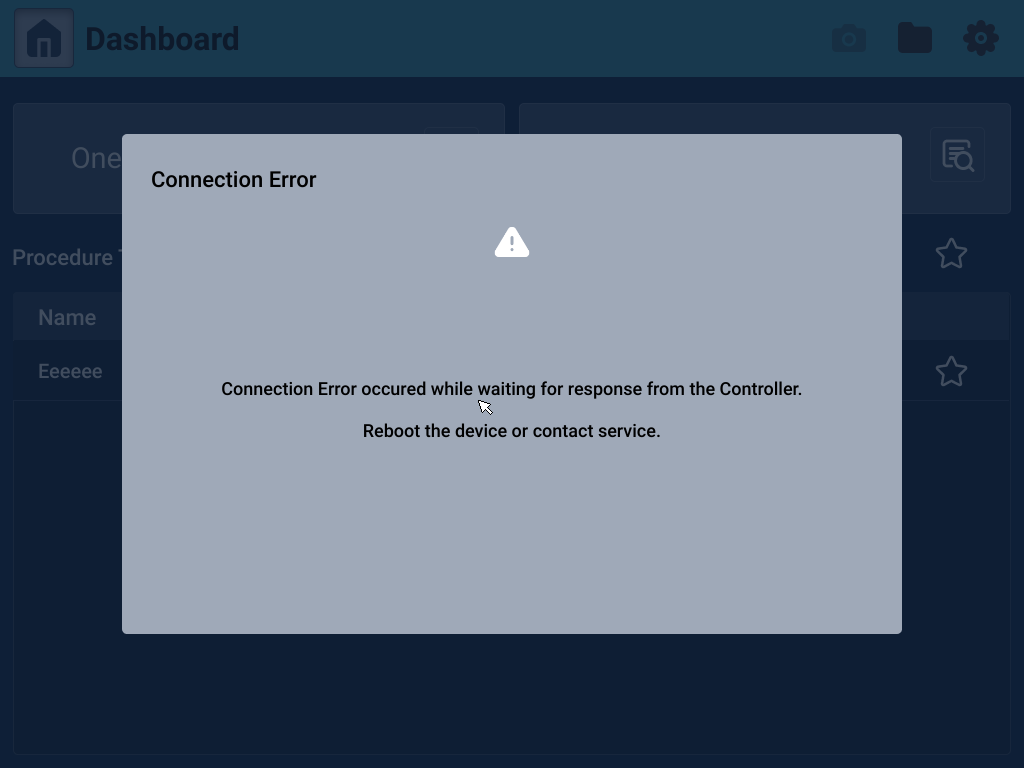 Dashboard
One
Connection Error
Procedure
Name
Eeeeee
Connection Error occured while waiting for response from the Controller.
Reboot the device or contact service.